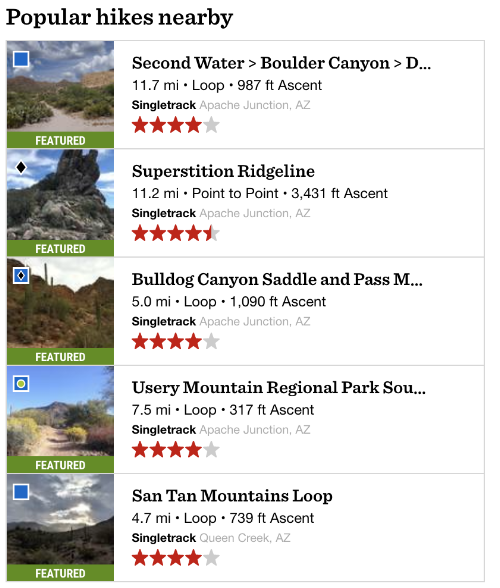 Popular hikes nearby
Second Water > Boulder Canyon > D...
11.7 mi • Loop • 987 ft Ascent
Singletrack Apache Junction, AZ
FEATURED
Superstition Ridgeline
11.2 mi • Point to Point • 3,431 ft Ascent
Singletrack Apache Junction, AZ
FEATURED
Bulldog Canyon Saddle and Pass M...
5.0 mi • Loop • 1,090 ft Ascent
Singletrack Apache Junction, AZ
FEATURED
Usery Mountain Regional Park Sou...
7.5 mi • Loop • 317 ft Ascent
Singletrack Apache Junction, AZ
FEATURED
San Tan Mountains Loop
4.7 mi • Loop • 739 ft Ascent
Singletrack Queen Creek, AZ
FEATURED